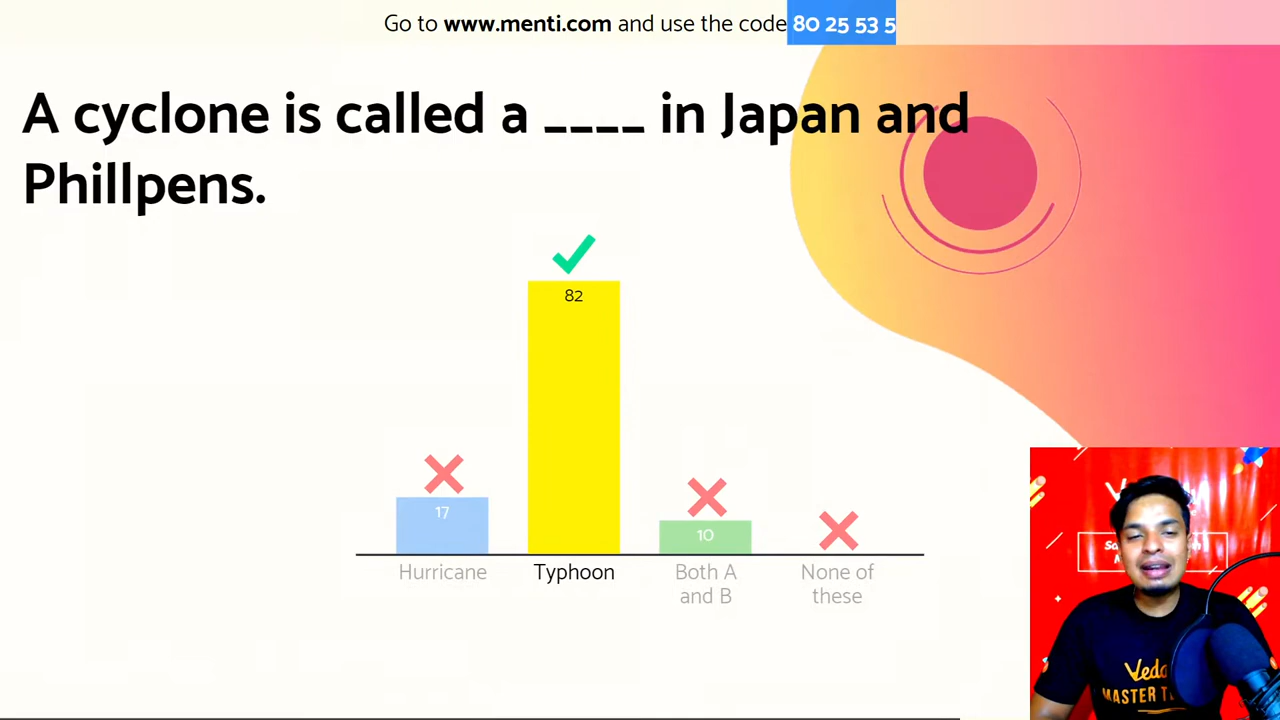 Go to www.menti.com and use the code 80 25 53 5
A cyclone is called a ____ in Japan and
Phillpens.
82
17
10
Hurricane
Typhoon
Both A
and B
None of
these
Veda
MASTER